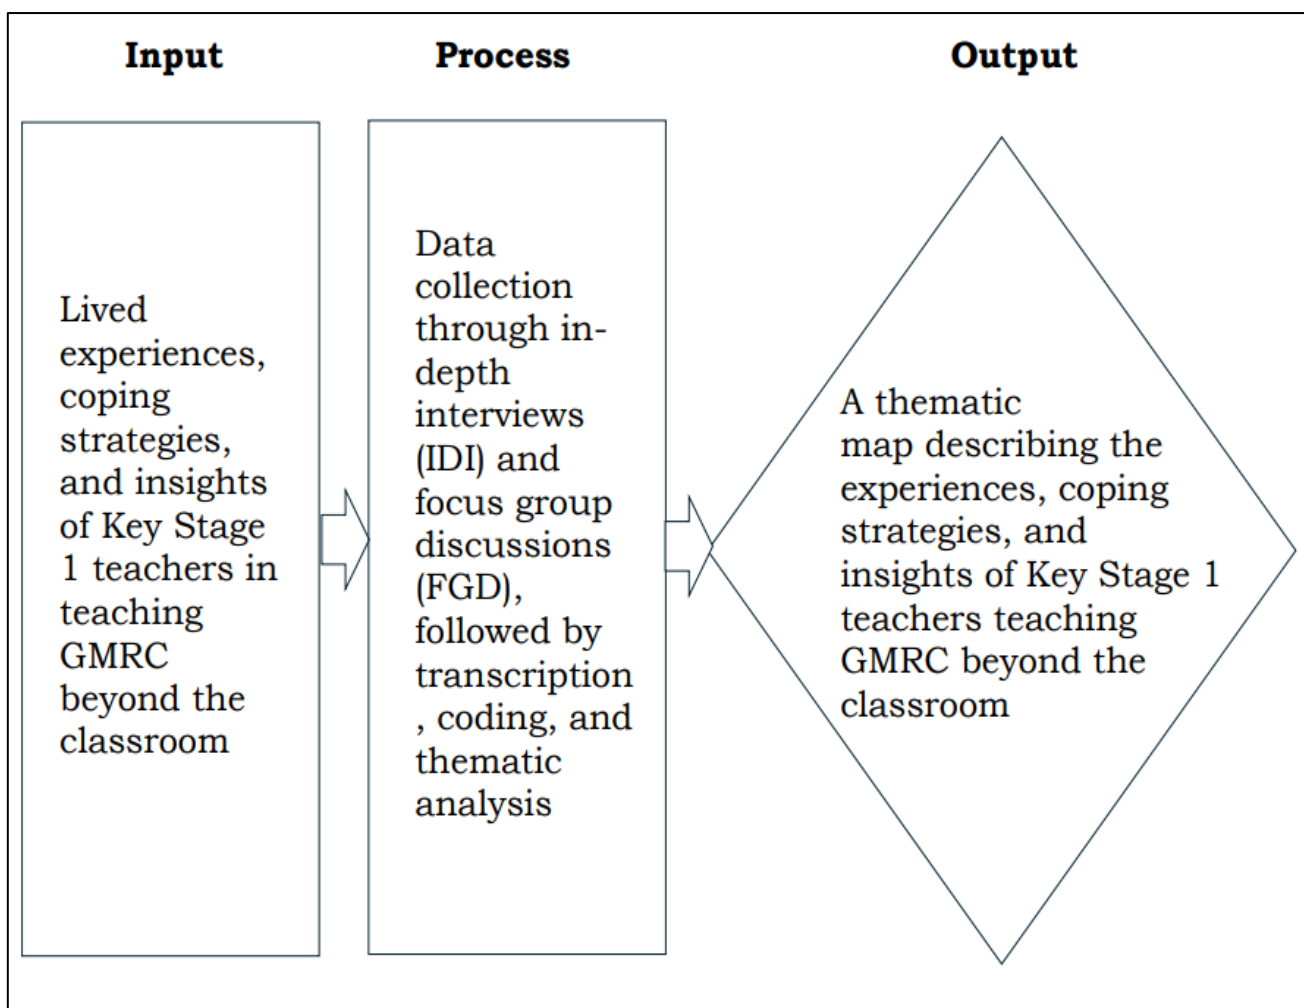 Input
Process
Output
Lived
experiences,
coping
strategies,
and insights
of Key Stage
1 teachers in
teaching
GMRC
beyond the
classroom
Data
collection
through in-
depth
interviews
(IDI) and
focus group
discussions
(FGD),
followed by
transcription
, coding, and
thematic
analysis
A thematic
map describing the
experiences, coping
strategies, and
insights of Key Stage 1
teachers teaching
GMRC beyond the
classroom